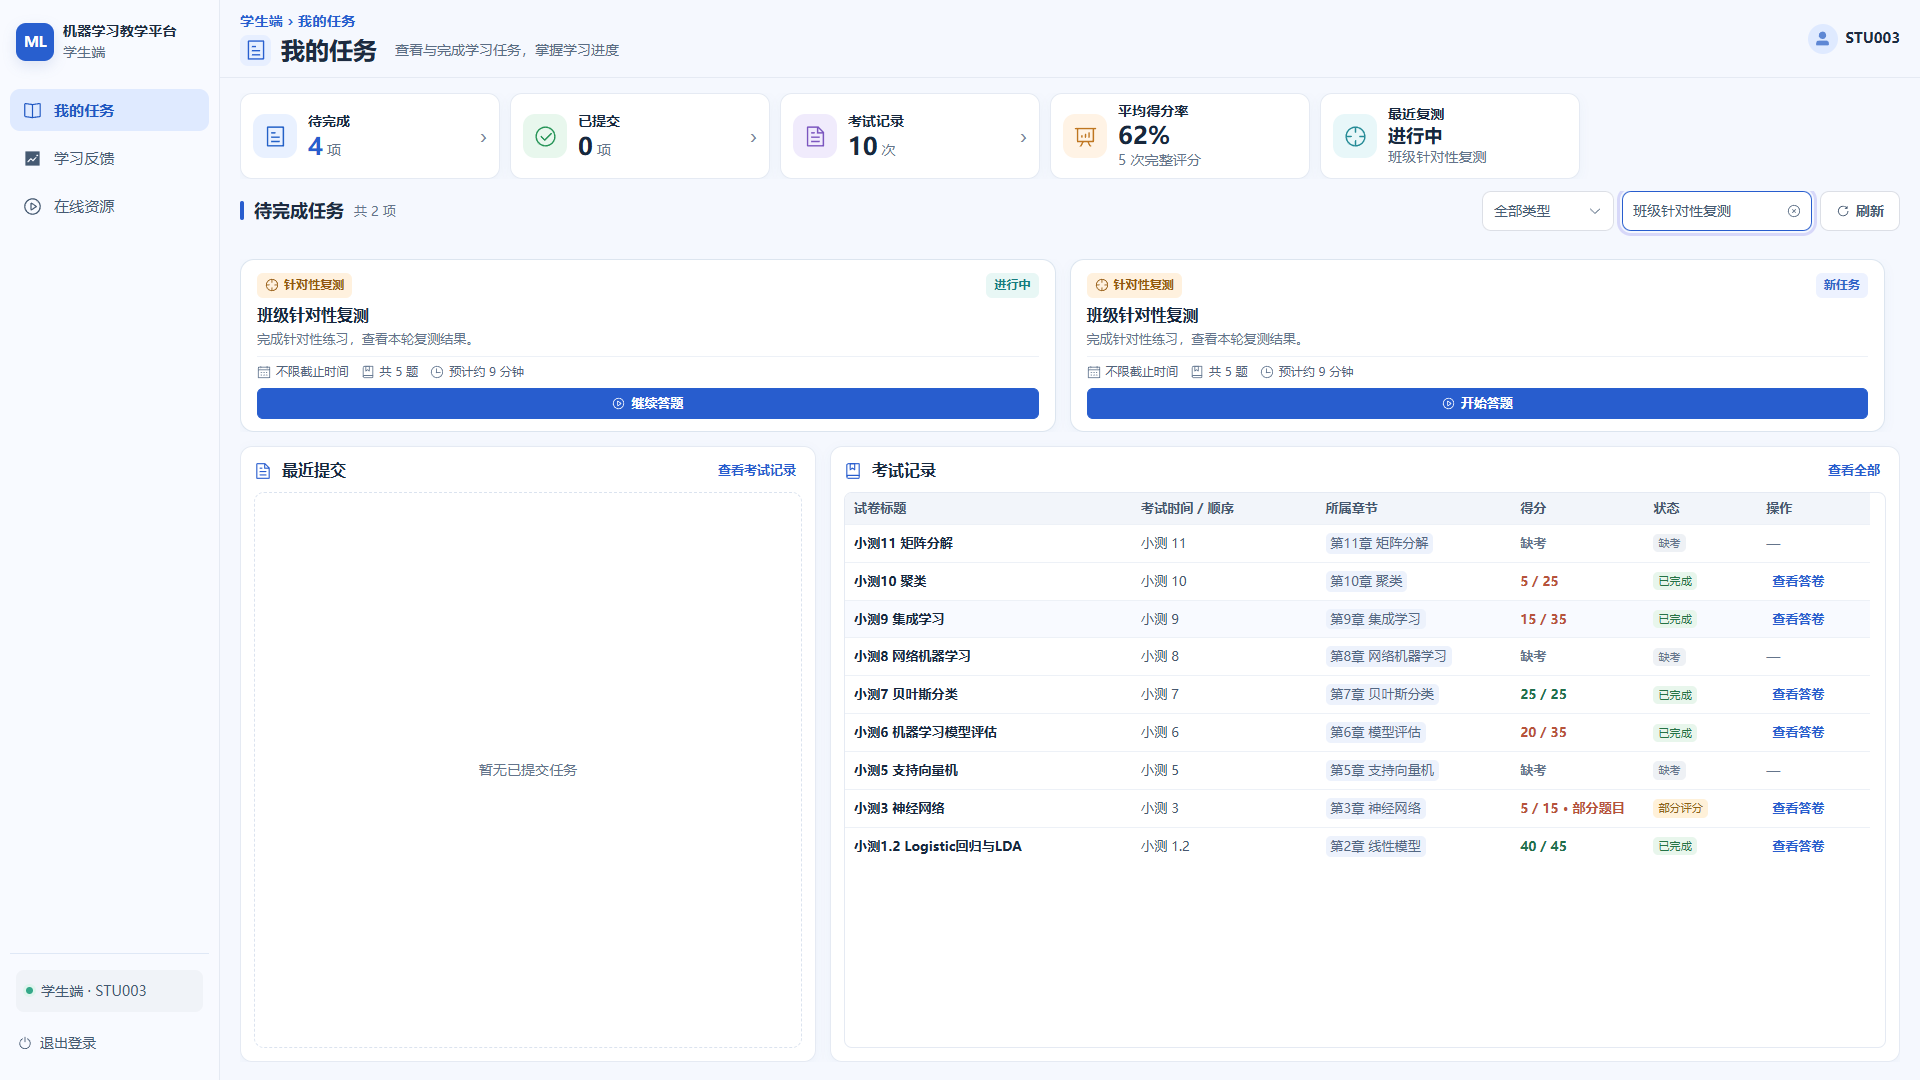 ML
机器学习教学平台
学生端
我的任务
学习反馈
在线资源
学生端 · STU003
退出登录
学生端 › 我的任务
我的任务 查看与完成学习任务，掌握学习进度
STU003
待完成
4 项
已提交
0 项
考试记录
10 次
平均得分率
62%
5 次完整评分
最近复测
进行中
班级针对性复测
待完成任务 共 2 项
全部类型
班级针对性复测
刷新
针对性复测 进行中
班级针对性复测
完成针对性练习，查看本轮复测结果。
不限截止时间 共 5 题 预计约 9 分钟
继续答题
针对性复测 新任务
班级针对性复测
完成针对性练习，查看本轮复测结果。
不限截止时间 共 5 题 预计约 9 分钟
开始答题
最近提交 查看考试记录
暂无已提交任务
考试记录 查看全部
试卷标题 考试时间 / 顺序 所属章节 得分 状态 操作
小测11 矩阵分解 小测 11 第11章 矩阵分解 缺考 缺考 —
小测10 聚类 小测 10 第10章 聚类 5 / 25 已完成 查看答卷
小测9 集成学习 小测 9 第9章 集成学习 15 / 35 已完成 查看答卷
小测8 网络机器学习 小测 8 第8章 网络机器学习 缺考 缺考 —
小测7 贝叶斯分类 小测 7 第7章 贝叶斯分类 25 / 25 已完成 查看答卷
小测6 机器学习模型评估 小测 6 第6章 模型评估 20 / 35 已完成 查看答卷
小测5 支持向量机 小测 5 第5章 支持向量机 缺考 缺考 —
小测3 神经网络 小测 3 第3章 神经网络 5 / 15 • 部分题目 部分评分 查看答卷
小测1.2 Logistic回归与LDA 小测 1.2 第2章 线性模型 40 / 45 已完成 查看答卷